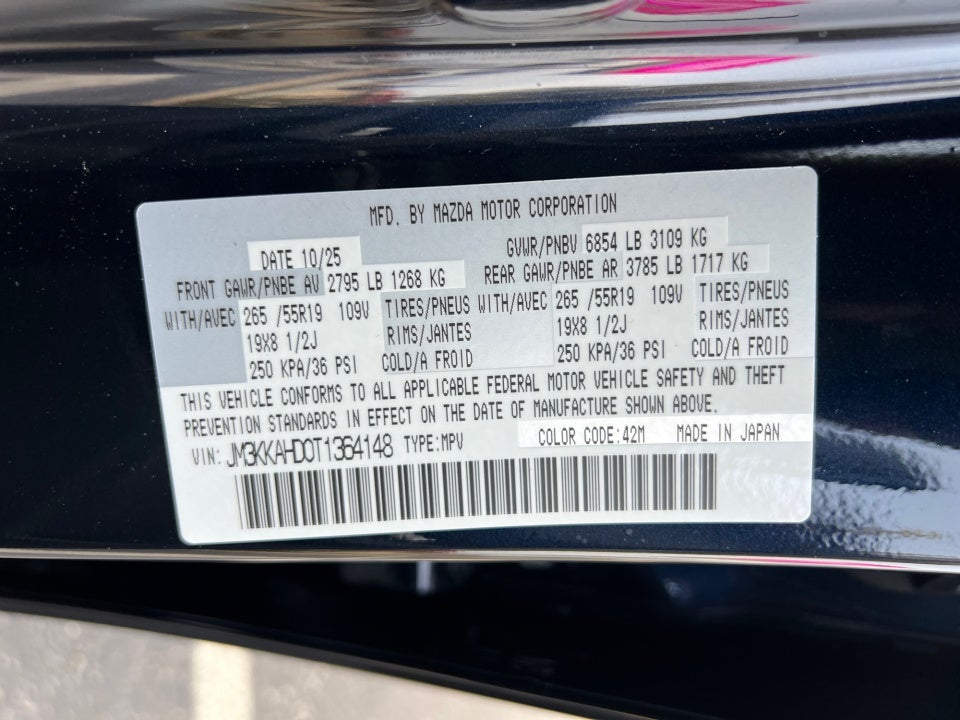 MFD. BY MAZDA MOTOR CORPORATION
DATE 10/25 GVWR/PNBV 6854 LB 3109 KG
FRONT GAWR/PNBE AV 2795 LB 1268 KG REAR GAWR/PNBE AR 3785 LB 1717 KG
WITH/AVEC 265 /55R19 109V TIRES/PNEUS WITH/AVEC 265 /55R19 109V TIRES/PNEUS
19X8 1/2J RIMS/JANTES 19X8 1/2J RIMS/JANTES
250 KPA/36 PSI COLD/A FROID 250 KPA/36 PSI COLD/A FROID
THIS VEHICLE CONFORMS TO ALL APPLICABLE FEDERAL MOTOR VEHICLE SAFETY AND THEFT
PREVENTION STANDARDS IN EFFECT ON THE DATE OF MANUFACTURE SHOWN ABOVE.
VIN: JM3KKAHD0T1364148 TYPE:MPV COLOR CODE:42M MADE IN JAPAN